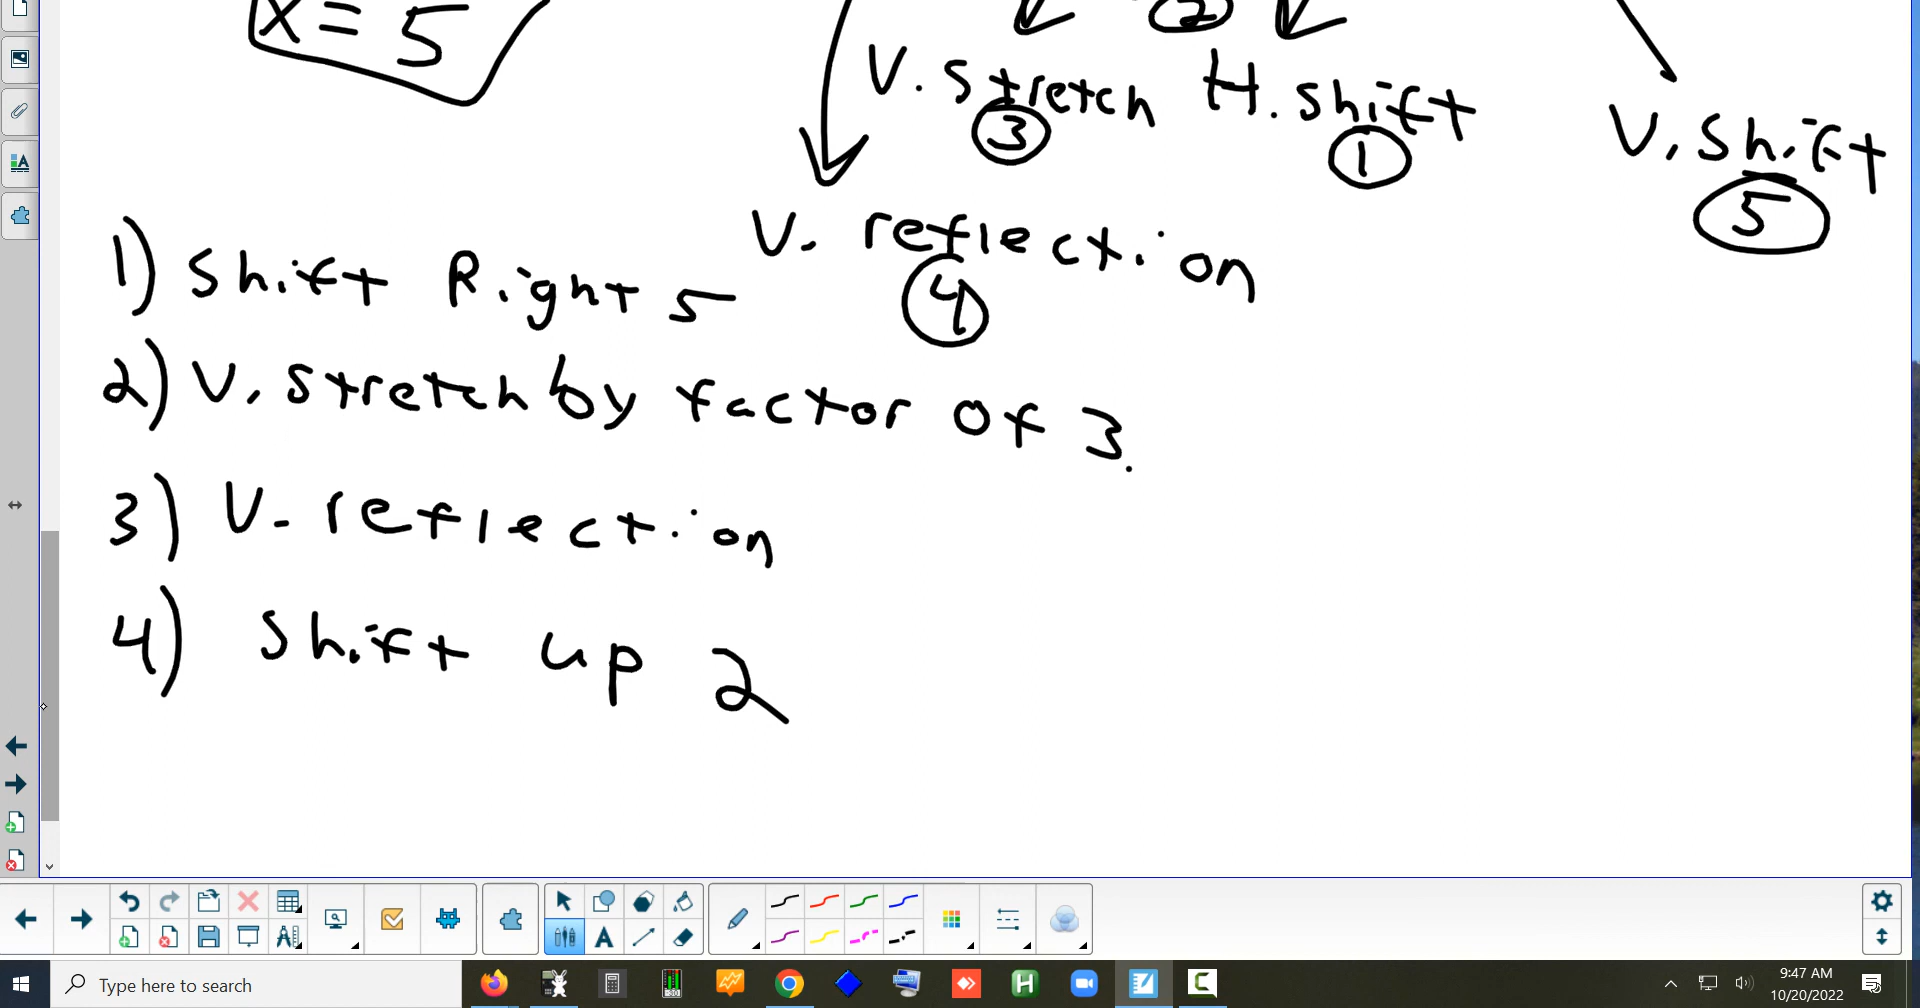 x = 5
2
V. Stretch
3
H. shift
1
V. Shift
5
V. reflection
4
1) Shift Right 5
2) V. Stretch by factor of 3.
3) V. reflection
4) Shift up 2
A
Type here to search
9:47 AM
10/20/2022